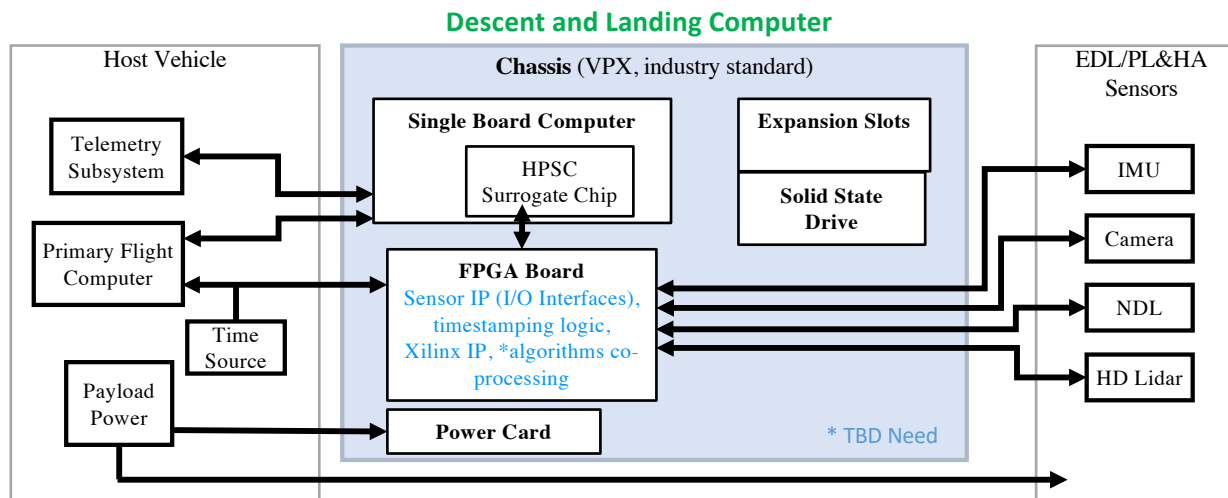 Descent and Landing Computer
Host Vehicle
Telemetry
Subsystem
Primary Flight
Computer
Time
Source
Payload
Power
Chassis (VPX, industry standard)
Single Board Computer
HPSC
Surrogate Chip
Expansion Slots
Solid State
Drive
FPGA Board
Sensor IP (I/O Interfaces),
timestamping logic,
Xilinx IP, *algorithms co-
processing
Power Card
* TBD Need
EDL/PL&HA
Sensors
IMU
Camera
NDL
HD Lidar